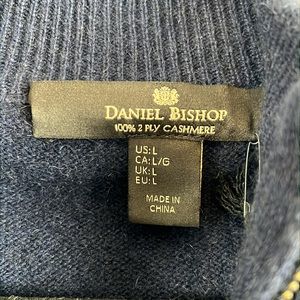 DANIEL BISHOP
100% 2 PLY CASHMERE
US: L
CA: L/G
UK: L
EU: L
MADE IN
CHINA